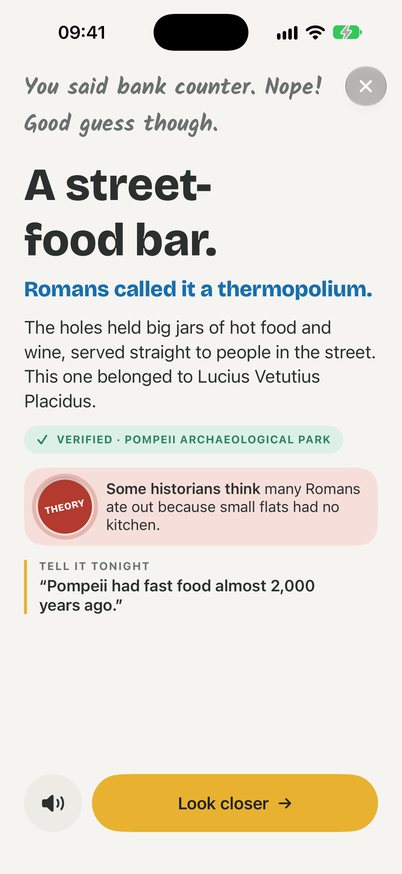 09:41
You said bank counter. Nope!
Good guess though.
A street-
food bar.
Romans called it a thermopolium.
The holes held big jars of hot food and
wine, served straight to people in the street.
This one belonged to Lucius Vetutius
Placidus.
VERIFIED · POMPEII ARCHAEOLOGICAL PARK
THEORY
Some historians think many Romans
ate out because small flats had no
kitchen.
TELL IT TONIGHT
“Pompeii had fast food almost 2,000
years ago.”
Look closer →